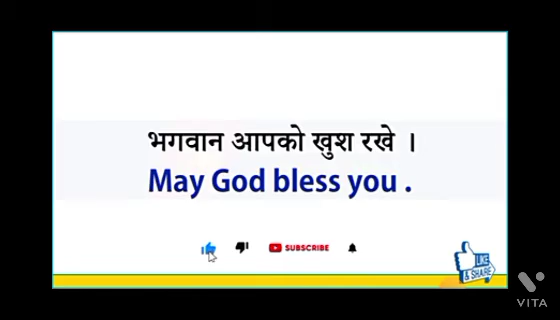 भगवान आपको खुश रखे ।
May God bless you .
SUBSCRIBE
LIKE
& SHARE
VITA